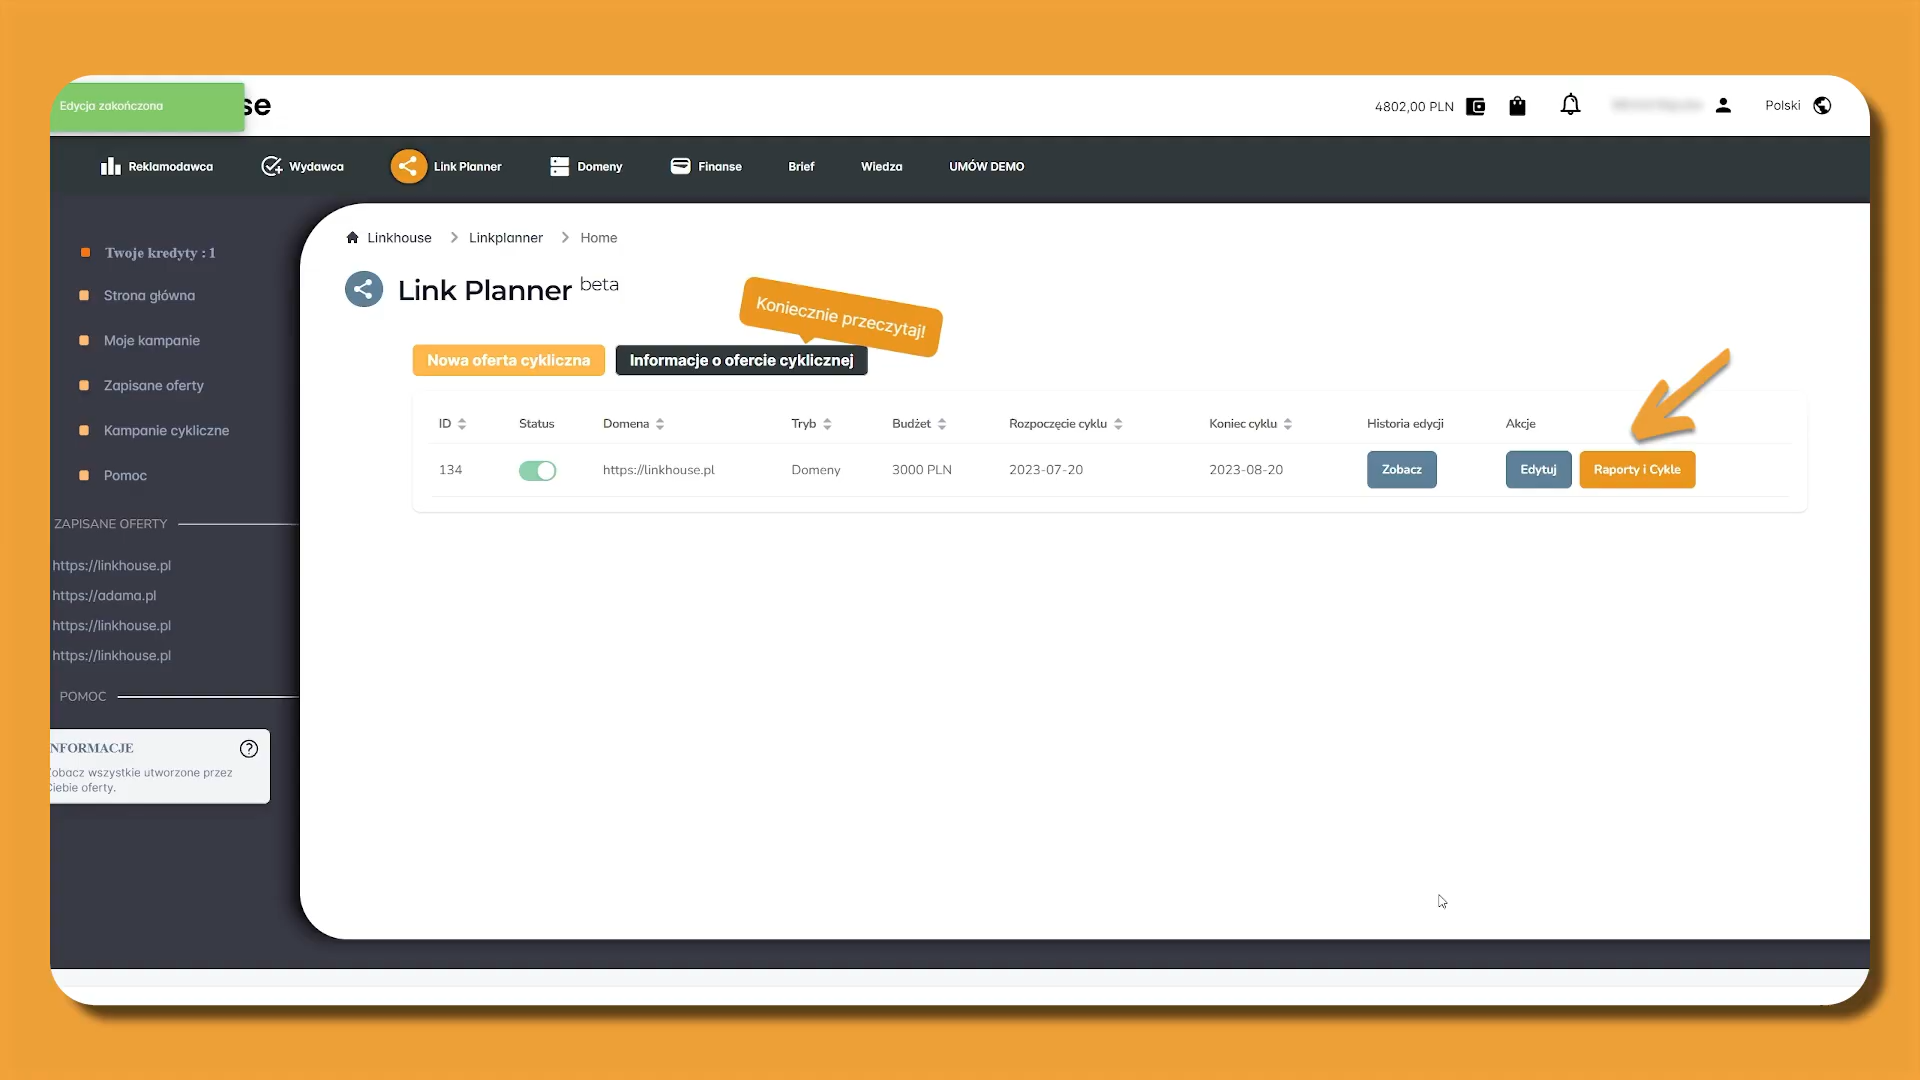 Edycja zakończona
se
4802,00 PLN
Polski
Reklamodawca
Wydawca
Link Planner
Domeny
Finanse
Brief
Wiedza
UMÓW DEMO
Twoje kredyty : 1
Strona główna
Moje kampanie
Zapisane oferty
Kampanie cykliczne
Pomoc
ZAPISANE OFERTY
https://linkhouse.pl
https://adama.pl
https://linkhouse.pl
https://linkhouse.pl
POMOC
NFORMACJE
obacz wszystkie utworzone przez
Ciebie oferty.
Linkhouse > Linkplanner > Home
Link Planner beta
Koniecznie przeczytaj!
Nowa oferta cykliczna
Informacje o ofercie cyklicznej
ID Status Domena Tryb Budżet Rozpoczęcie cyklu Koniec cyklu Historia edycji Akcje
134 https://linkhouse.pl Domeny 3000 PLN 2023-07-20 2023-08-20 Zobacz Edytuj Raporty i Cykle